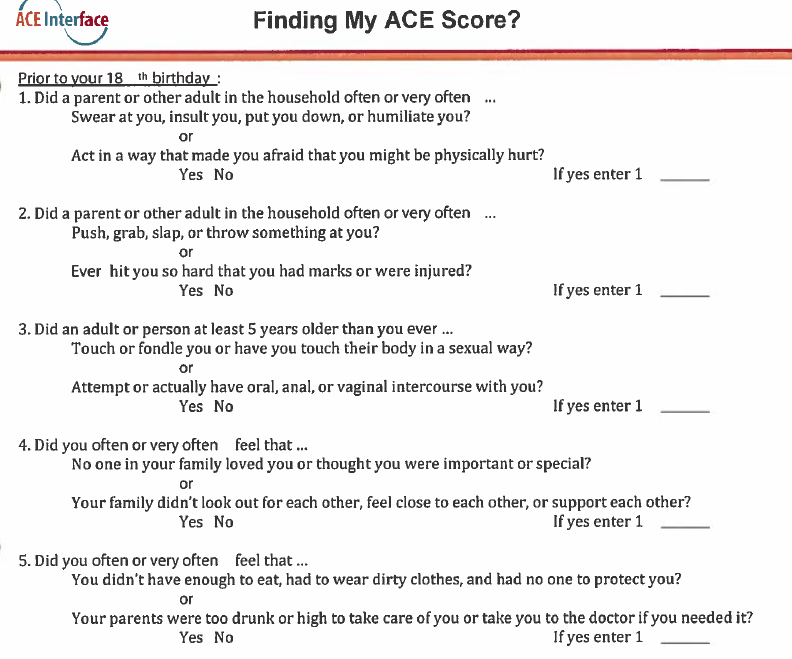 ACE Interface
Finding My ACE Score?
Prior to your 18 th birthday :
1. Did a parent or other adult in the household often or very often ...
Swear at you, insult you, put you down, or humiliate you?
or
Act in a way that made you afraid that you might be physically hurt?
Yes No If yes enter 1 ______
2. Did a parent or other adult in the household often or very often ...
Push, grab, slap, or throw something at you?
or
Ever hit you so hard that you had marks or were injured?
Yes No If yes enter 1 ______
3. Did an adult or person at least 5 years older than you ever ...
Touch or fondle you or have you touch their body in a sexual way?
or
Attempt or actually have oral, anal, or vaginal intercourse with you?
Yes No If yes enter 1 ______
4. Did you often or very often feel that ...
No one in your family loved you or thought you were important or special?
or
Your family didn't look out for each other, feel close to each other, or support each other?
Yes No If yes enter 1 ______
5. Did you often or very often feel that ...
You didn't have enough to eat, had to wear dirty clothes, and had no one to protect you?
or
Your parents were too drunk or high to take care of you or take you to the doctor if you needed it?
Yes No If yes enter 1 ______